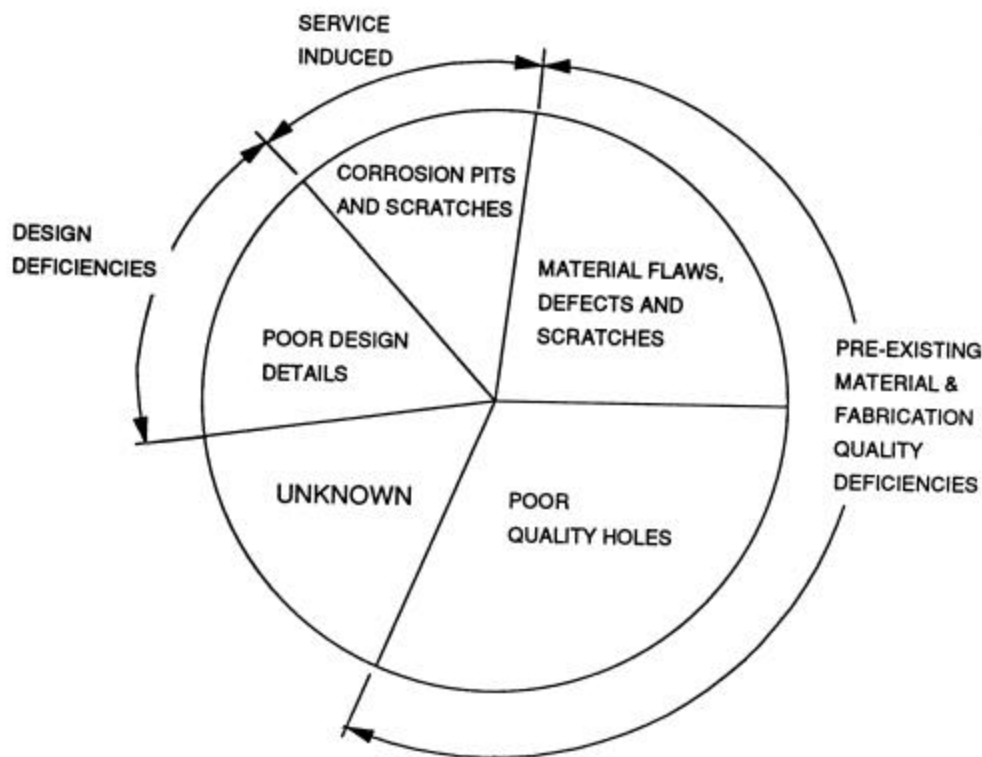 SERVICE
INDUCED
CORROSION PITS
AND SCRATCHES
DESIGN
DEFICIENCIES
MATERIAL FLAWS,
DEFECTS AND
SCRATCHES
POOR DESIGN
DETAILS
PRE-EXISTING
MATERIAL &
FABRICATION
QUALITY
DEFICIENCIES
UNKNOWN
POOR
QUALITY HOLES